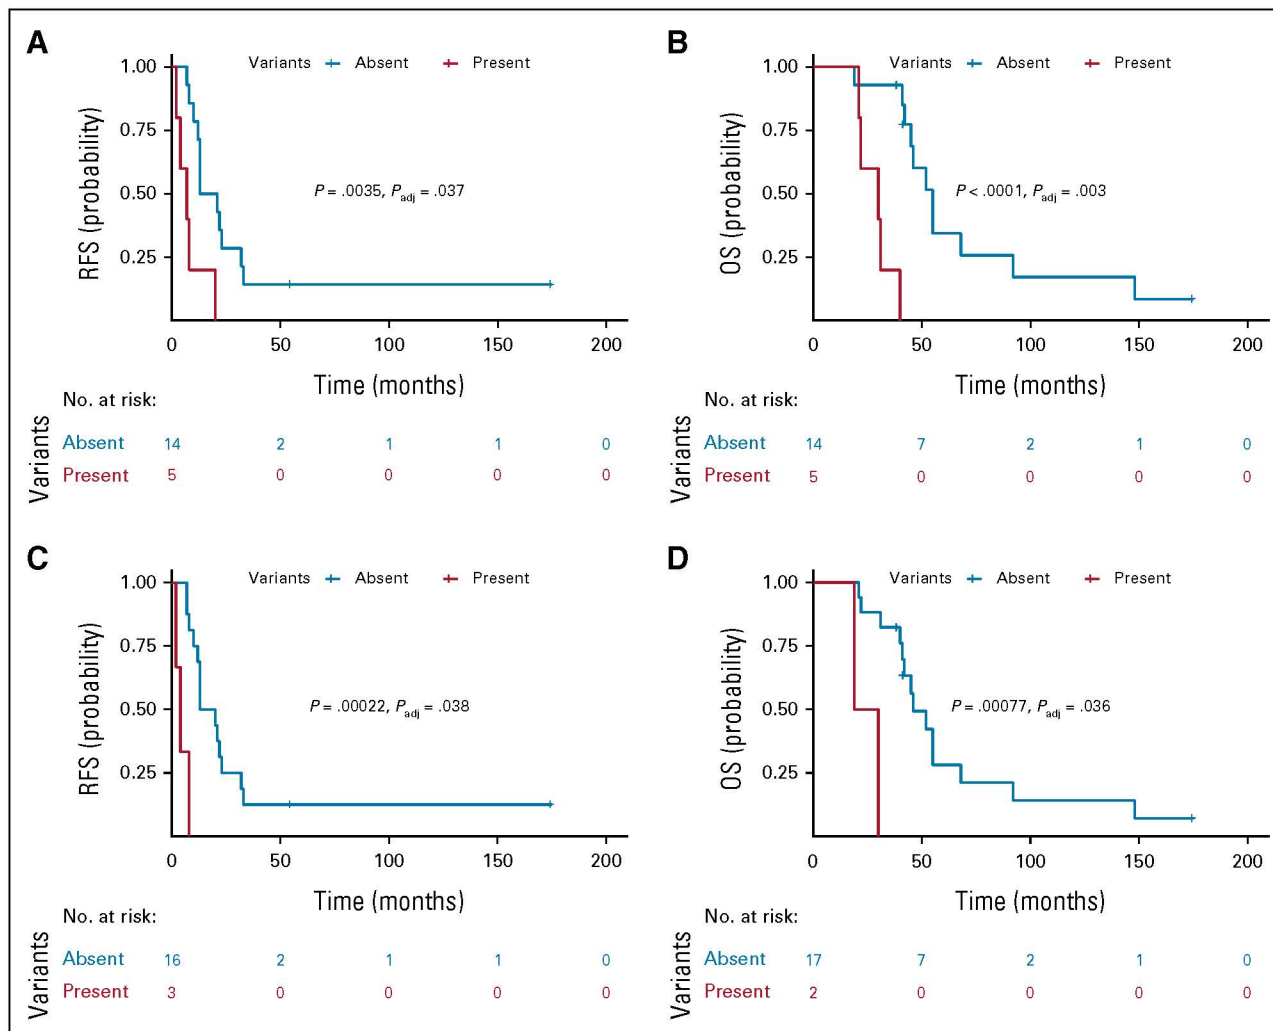 A
Variants Absent Present
1.00
0.75
0.50
0.25
RFS (probability)
P = .0035, Padj = .037
0 50 100 150 200
Time (months)
No. at risk:
Variants
Absent 14 2 1 1 0
Present 5 0 0 0 0
B
Variants Absent Present
1.00
0.75
0.50
0.25
OS (probability)
P < .0001, Padj = .003
0 50 100 150 200
Time (months)
No. at risk:
Variants
Absent 14 7 2 1 0
Present 5 0 0 0 0
C
Variants Absent Present
1.00
0.75
0.50
0.25
RFS (probability)
P = .00022, Padj = .038
0 50 100 150 200
Time (months)
No. at risk:
Variants
Absent 16 2 1 1 0
Present 3 0 0 0 0
D
Variants Absent Present
1.00
0.75
0.50
0.25
OS (probability)
P = .00077, Padj = .036
0 50 100 150 200
Time (months)
No. at risk:
Variants
Absent 17 7 2 1 0
Present 2 0 0 0 0